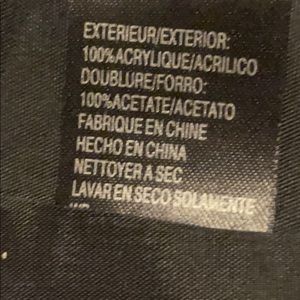 EXTERIEUR/EXTERIOR:
100%ACRYLIQUE/ACRILICO
DOUBLURE/FORRO:
100%ACETATE/ACETATO
FABRIQUE EN CHINE
HECHO EN CHINA
NETTOYER A SEC
LAVAR EN SECO SOLAMENTE